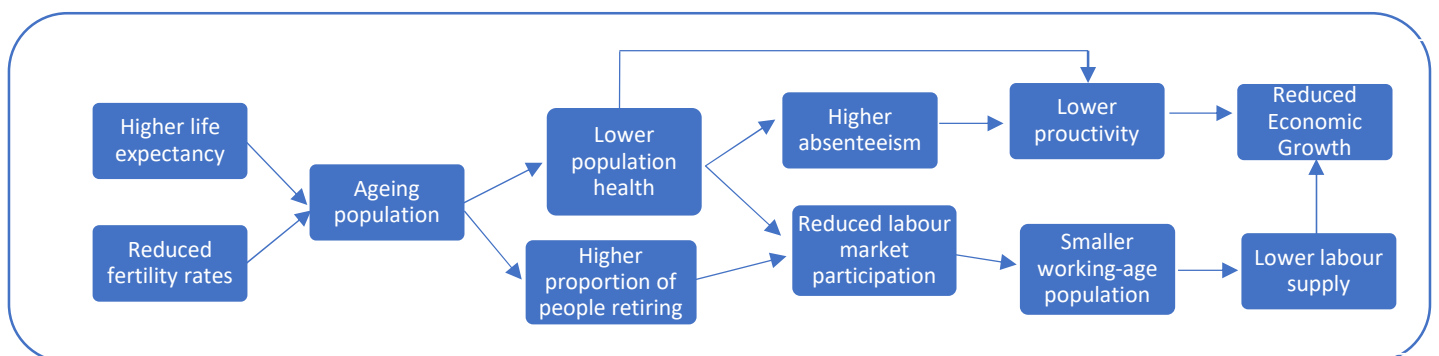 Higher life
expectancy
Reduced
fertility rates
Ageing
population
Lower
population
health
Higher
proportion of
people retiring
Higher
absenteeism
Reduced labour
market
participation
Lower
prouctivity
Smaller
working-age
population
Reduced
Economic
Growth
Lower labour
supply